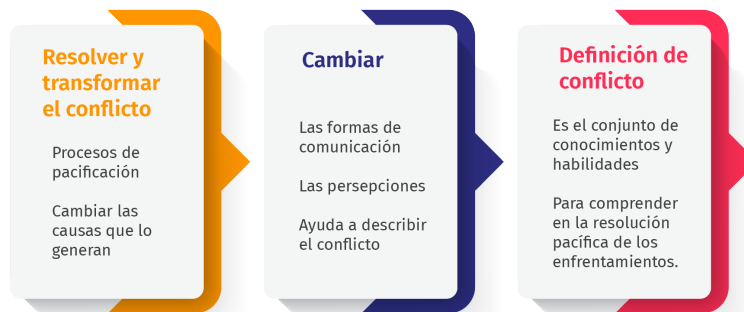 Resolver y
transformar
el conflicto
Procesos de
pacificación
Cambiar las
causas que lo
generan
Cambiar
Las formas de
comunicación
Las persepciones
Ayuda a describir
el conflicto
Definición de
conflicto
Es el conjunto de
conocimientos y
habilidades
Para comprender
en la resolución
pacífica de los
enfrentamientos.